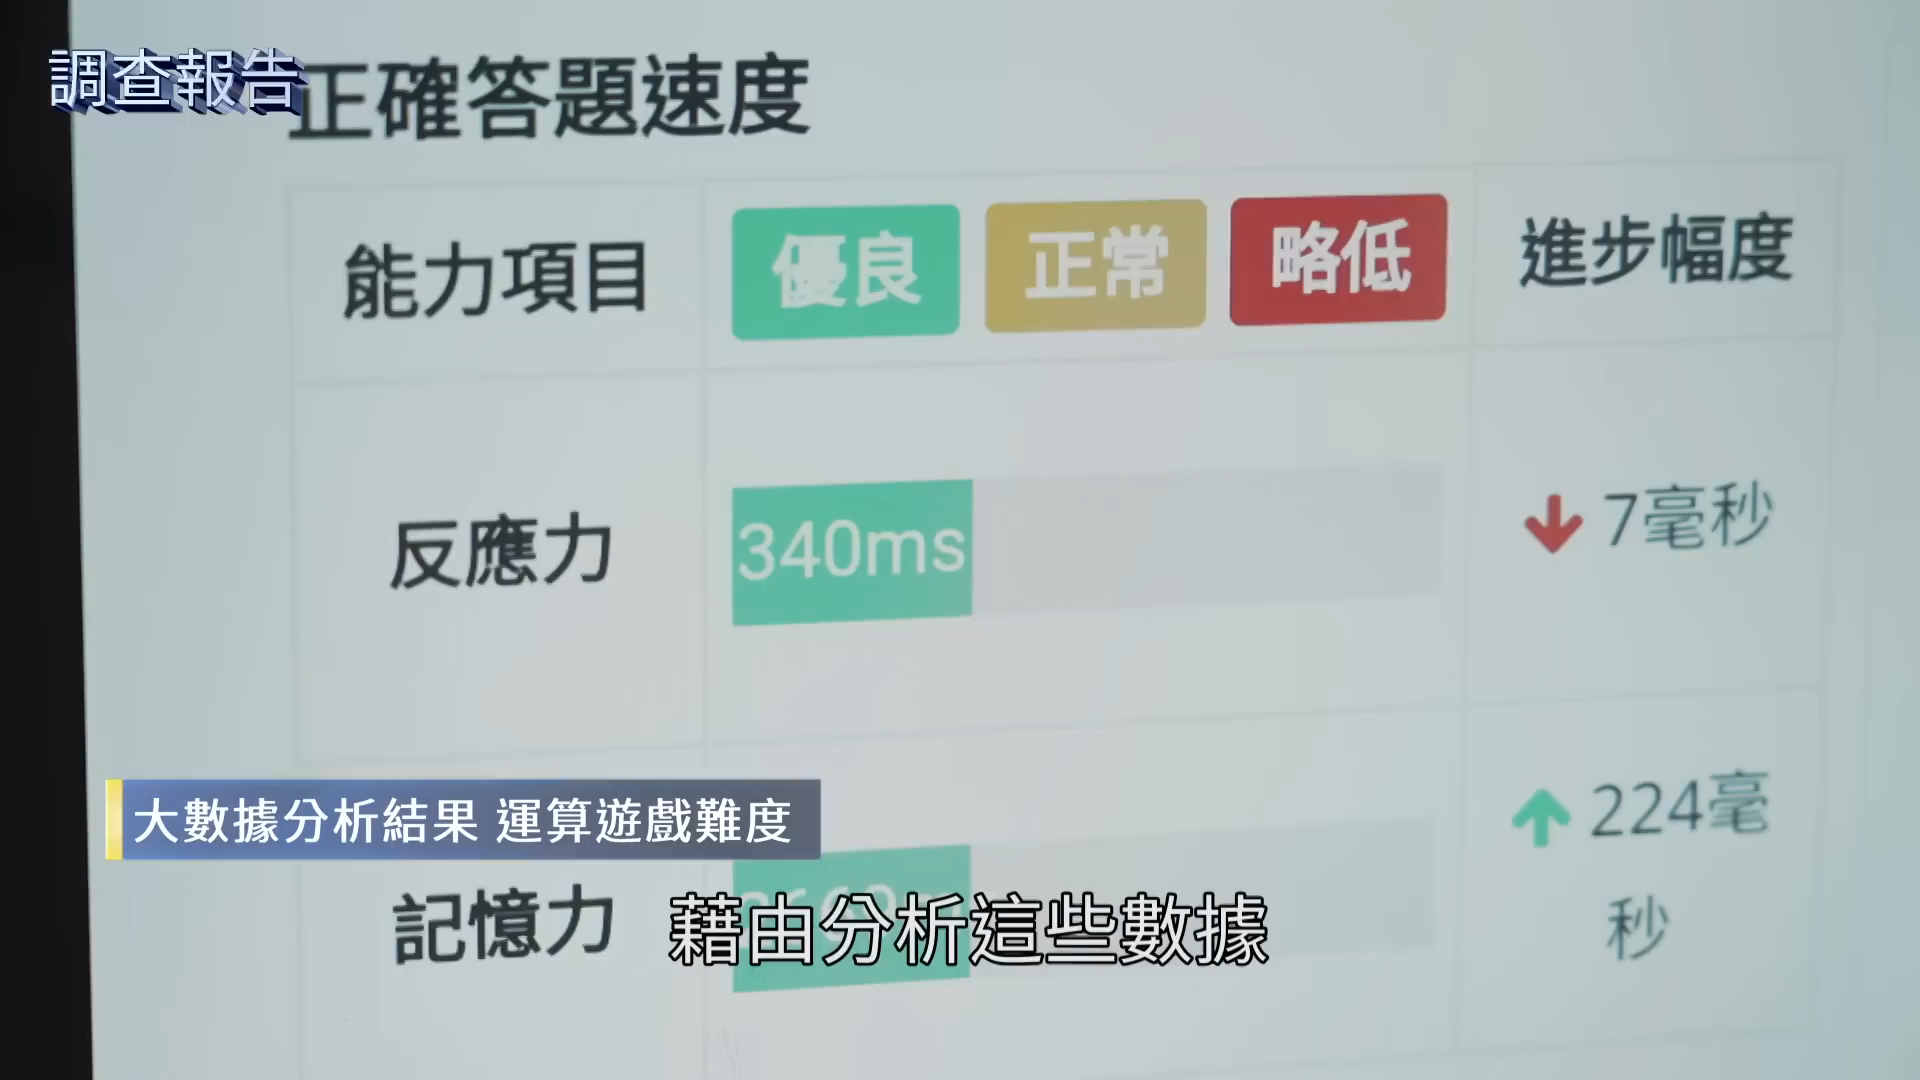 調查報告
正確答題速度
能力項目 優良 正常 略低 進步幅度
反應力 340ms 7毫秒
大數據分析結果 運算遊戲難度
記憶力 224毫
秒
藉由分析這些數據